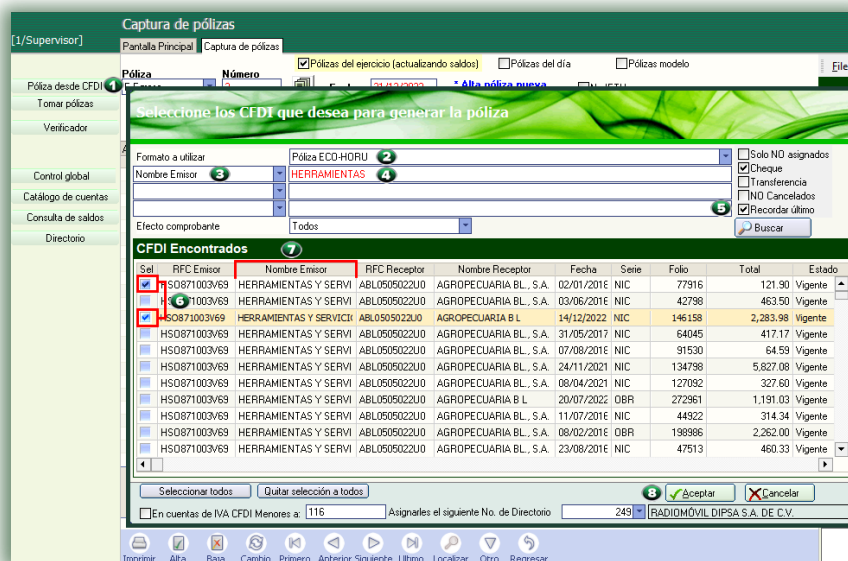 Captura de pólizas
[1/Supervisor]
Pantalla Principal Captura de pólizas
Pólizas del ejercicio (actualizando saldos) Pólizas del día Pólizas modelo
File
Póliza Número
Póliza desde CFDI 1
* Alta póliza nueva
Tomar pólizas
Verificador
Control global
Catálogo de cuentas
Consulta de saldos
Directorio
Seleccione los CFDI que desea para generar la póliza
Formato a utilizar Póliza ECO-HORU 2
Nombre Emisor 3 HERRAMIENTAS 4
5
Efecto comprobante Todos
Solo NO asignados
Cheque
Transferencia
NO Cancelados
Recordar último
Buscar
CFDI Encontrados 7
Sel RFC Emisor Nombre Emisor RFC Receptor Nombre Receptor Fecha Serie Folio Total Estado
HSO871003V69 HERRAMIENTAS Y SERVI ABL0505022U0 AGROPECUARIA BL., S.A. 02/01/2018 NIC 77916 121.90 Vigente
6 HSO871003V69 HERRAMIENTAS Y SERVI ABL0505022U0 AGROPECUARIA BL., S.A. 03/06/2016 NIC 42798 463.50 Vigente
HSO871003V69 HERRAMIENTAS Y SERVICI ABL0505022U0 AGROPECUARIA B L 14/12/2022 NIC 146158 2,283.98 Vigente
HSO871003V69 HERRAMIENTAS Y SERVI ABL0505022U0 AGROPECUARIA BL., S.A. 31/05/2017 NIC 64045 417.17 Vigente
HSO871003V69 HERRAMIENTAS Y SERVI ABL0505022U0 AGROPECUARIA BL., S.A. 07/08/2018 NIC 91530 64.59 Vigente
HSO871003V69 HERRAMIENTAS Y SERVI ABL0505022U0 AGROPECUARIA BL., S.A. 24/11/2021 NIC 134798 5,827.08 Vigente
HSO871003V69 HERRAMIENTAS Y SERVI ABL0505022U0 AGROPECUARIA BL., S.A. 08/04/2021 NIC 127092 327.60 Vigente
HSO871003V69 HERRAMIENTAS Y SERVI ABL0505022U0 AGROPECUARIA B L 20/07/2022 OBR 272961 1,191.03 Vigente
HSO871003V69 HERRAMIENTAS Y SERVI ABL0505022U0 AGROPECUARIA BL., S.A. 11/07/2016 NIC 44922 314.34 Vigente
HSO871003V69 HERRAMIENTAS Y SERVI ABL0505022U0 AGROPECUARIA BL., S.A. 08/02/2018 OBR 198986 2,262.00 Vigente
HSO871003V69 HERRAMIENTAS Y SERVI ABL0505022U0 AGROPECUARIA BL., S.A. 23/08/2016 NIC 47513 460.33 Vigente
Seleccionar todos Quitar selección a todos 8 Aceptar Cancelar
En cuentas de IVA CFDI Menores a: 116 Asignarles el siguiente No. de Directorio 249 RADIOMÓVIL DIPSA S.A. DE C.V.
Imprimir Alta Baja Cambio Primero Anterior Siguiente Ultimo Localizar Otro Regresar